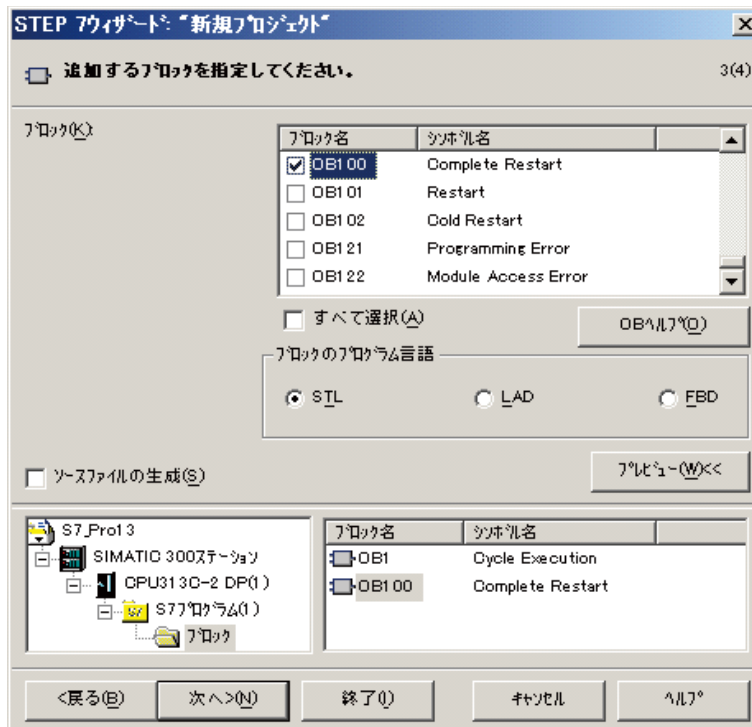 STEP 7ｳｨｻﾞｰﾄﾞ: "新規ﾌﾟﾛｼﾞｪｸﾄ"
追加するﾌﾞﾛｯｸを指定してください。
3(4)
ﾌﾞﾛｯｸ(K):
ﾌﾞﾛｯｸ名 ｼﾝﾎﾞﾙ名
OB100 Complete Restart
OB101 Restart
OB102 Cold Restart
OB121 Programming Error
OB122 Module Access Error
すべて選択(A)
OBﾍﾙﾌﾟ(O)
ﾌﾞﾛｯｸのﾌﾟﾛｸﾞﾗﾑ言語
STL LAD FBD
ｿｰｽﾌｧｲﾙの生成(S)
ﾌﾟﾚﾋﾞｭｰ(W)<<
S7_Pro13
SIMATIC 300ｽﾃｰｼｮﾝ
CPU313C-2 DP(1)
S7ﾌﾟﾛｸﾞﾗﾑ(1)
ﾌﾞﾛｯｸ
ﾌﾞﾛｯｸ名 ｼﾝﾎﾞﾙ名
OB1 Cycle Execution
OB100 Complete Restart
<戻る(B) 次へ>(N) 終了(I) ｷｬﾝｾﾙ ﾍﾙﾌﾟ